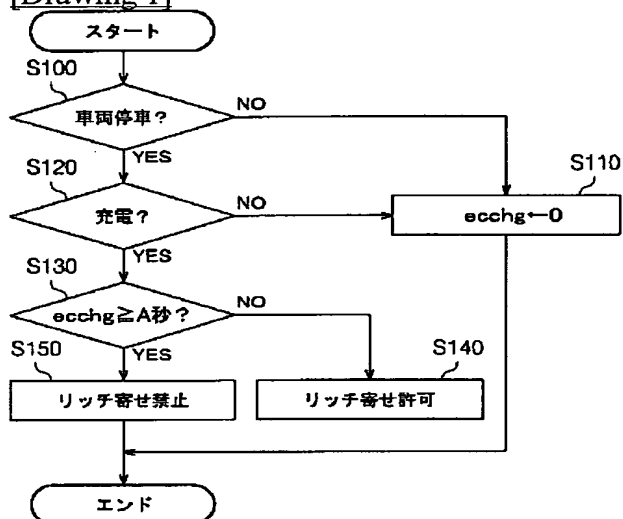 [Drawing 1]
スタート
S100
車両停車?
NO
YES
S120
充電?
NO
YES
S110
ecchg←0
S130
ecchg≧A秒?
NO
YES
S150
リッチ寄せ禁止
S140
リッチ寄せ許可
エンド